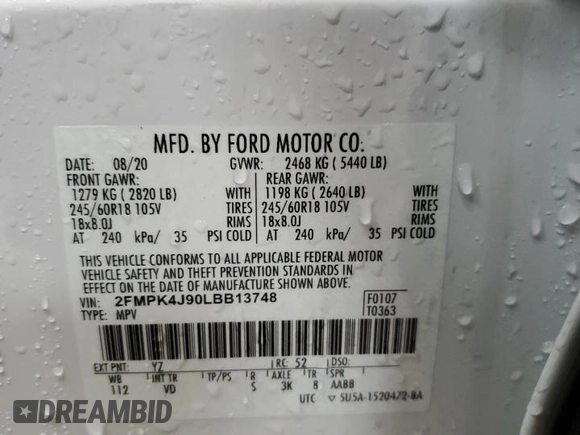 MFD. BY FORD MOTOR CO.
DATE: 08/20 GVWR: 2468 KG ( 5440 LB)
FRONT GAWR: REAR GAWR:
1279 KG ( 2820 LB) WITH 1198 KG ( 2640 LB) WITH
245/60R18 105V TIRES 245/60R18 105V TIRES
18x8.0J RIMS 18x8.0J RIMS
AT 240 kPa/ 35 PSI COLD AT 240 kPa/ 35 PSI COLD
THIS VEHICLE CONFORMS TO ALL APPLICABLE FEDERAL MOTOR
VEHICLE SAFETY AND THEFT PREVENTION STANDARDS IN
EFFECT ON THE DATE OF MANUFACTURE SHOWN ABOVE.
VIN: 2FMPK4J90LBB13748 F0107
TYPE: MPV T0363
EXT PNT: YZ RC: 52 DSO:
WB INT TR TP/PS R AXLE TR SPR
112 VD S 3K 8 AABB
UTC ▽ 5U5A-1520472-BA
DREAMBID